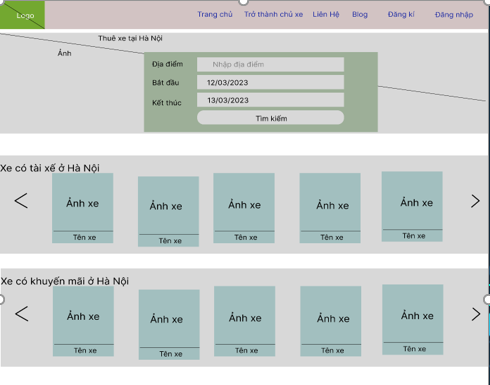 Logo
Trang chủ Trở thành chủ xe Liên Hệ Blog Đăng kí Đăng nhập
Thuê xe tại Hà Nội
Ảnh
Địa điểm Nhập địa điểm
Bắt đầu 12/03/2023
Kết thúc 13/03/2023
Tìm kiếm
Xe có tài xế ở Hà Nội
Ảnh xe Ảnh xe Ảnh xe Ảnh xe Ảnh xe
Tên xe Tên xe Tên xe Tên xe Tên xe
Xe có khuyến mãi ở Hà Nội
Ảnh xe Ảnh xe Ảnh xe Ảnh xe Ảnh xe
Tên xe Tên xe Tên xe Tên xe Tên xe